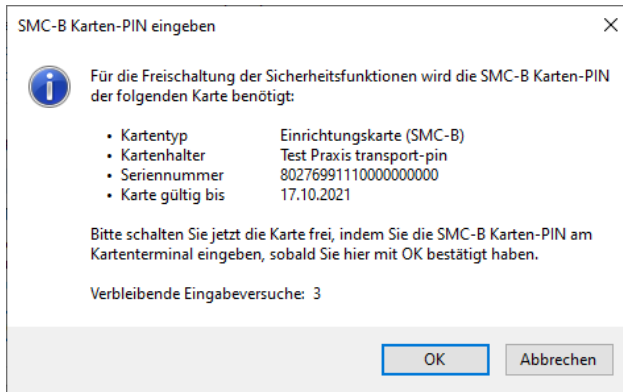 SMC-B Karten-PIN eingeben
Für die Freischaltung der Sicherheitsfunktionen wird die SMC-B Karten-PIN
der folgenden Karte benötigt:
• Kartentyp Einrichtungskarte (SMC-B)
• Kartenhalter Test Praxis transport-pin
• Seriennummer 80276991110000000000
• Karte gültig bis 17.10.2021
Bitte schalten Sie jetzt die Karte frei, indem Sie die SMC-B Karten-PIN am
Kartenterminal eingeben, sobald Sie hier mit OK bestätigt haben.
Verbleibende Eingabeversuche: 3
OK Abbrechen